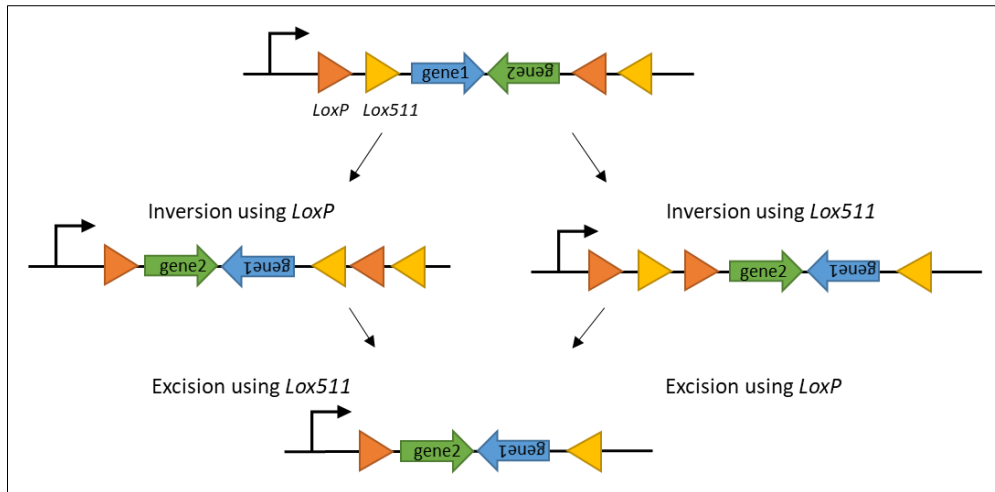 gene1 gene2
LoxP Lox511
Inversion using LoxP
Inversion using Lox511
gene2 gene1
gene2 gene1
Excision using Lox511
Excision using LoxP
gene2 gene1